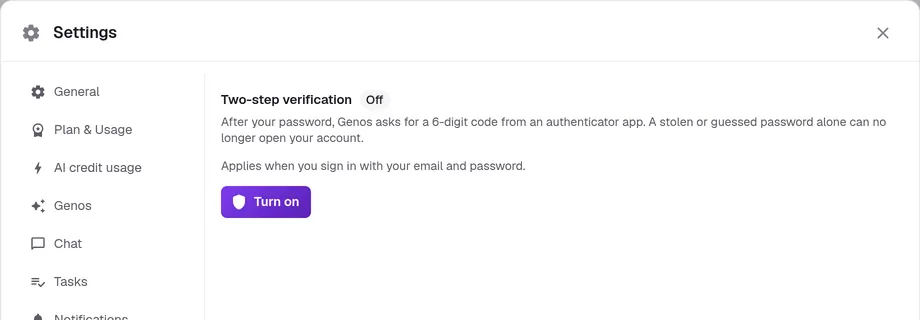 Settings
General
Plan & Usage
AI credit usage
Genos
Chat
Tasks
Notifications
Two-step verification Off
After your password, Genos asks for a 6-digit code from an authenticator app. A stolen or guessed password alone can no
longer open your account.
Applies when you sign in with your email and password.
Turn on